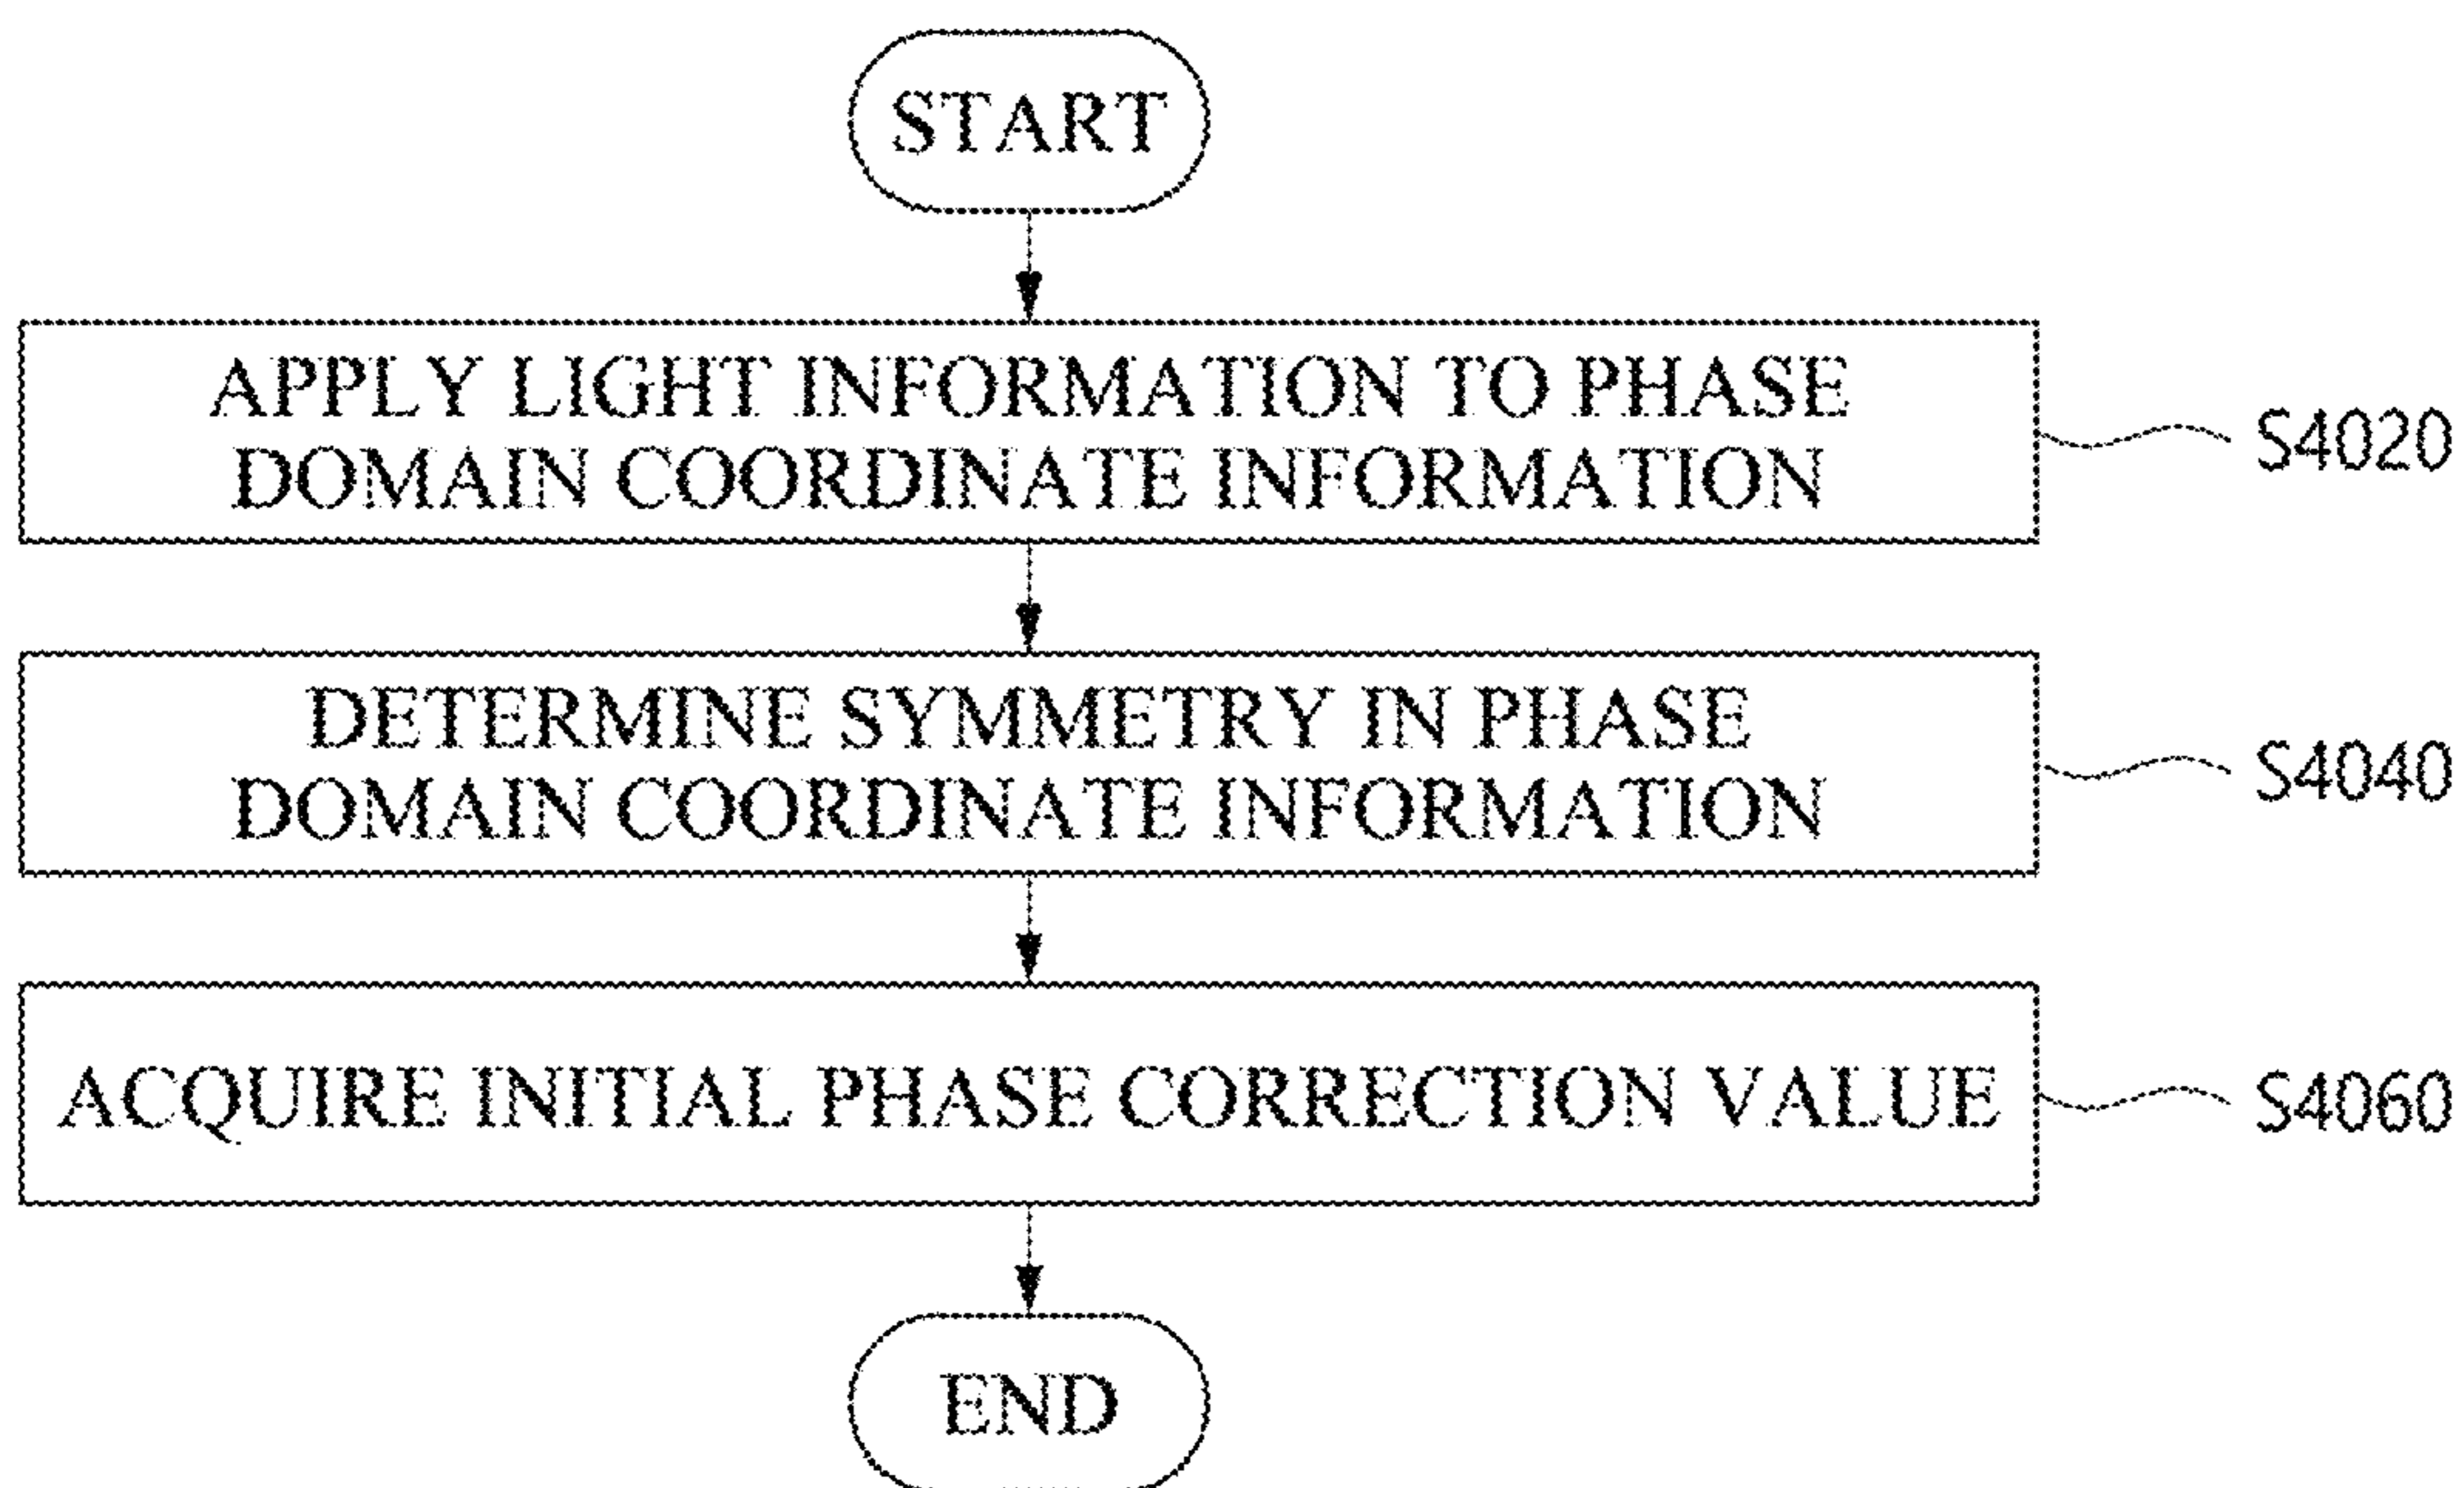 START
APPLY LIGHT INFORMATION TO PHASE
DOMAIN COORDINATE INFORMATION
S4020
DETERMINE SYMMETRY IN PHASE
DOMAIN COORDINATE INFORMATION
S4040
ACQUIRE INITIAL PHASE CORRECTION VALUE
S4060
END